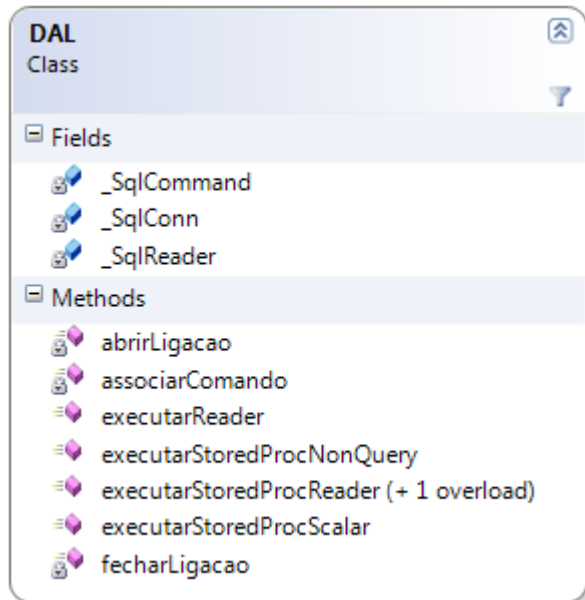 DAL
Class
Fields
_SqlCommand
_SqlConn
_SqlReader
Methods
abrirLigacao
associarComando
executarReader
executarStoredProcNonQuery
executarStoredProcReader (+ 1 overload)
executarStoredProcScalar
fecharLigacao